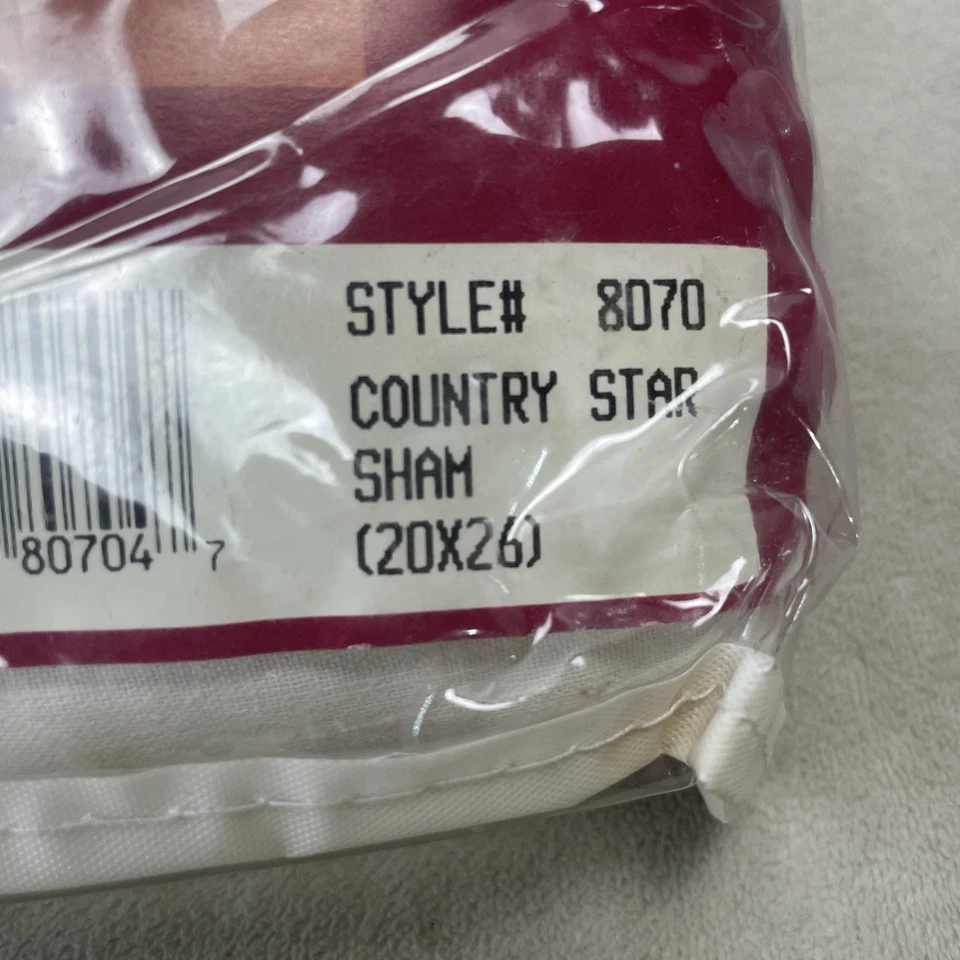 STYLE# 8070
COUNTRY STAR
SHAM
(20X26)
80704 7